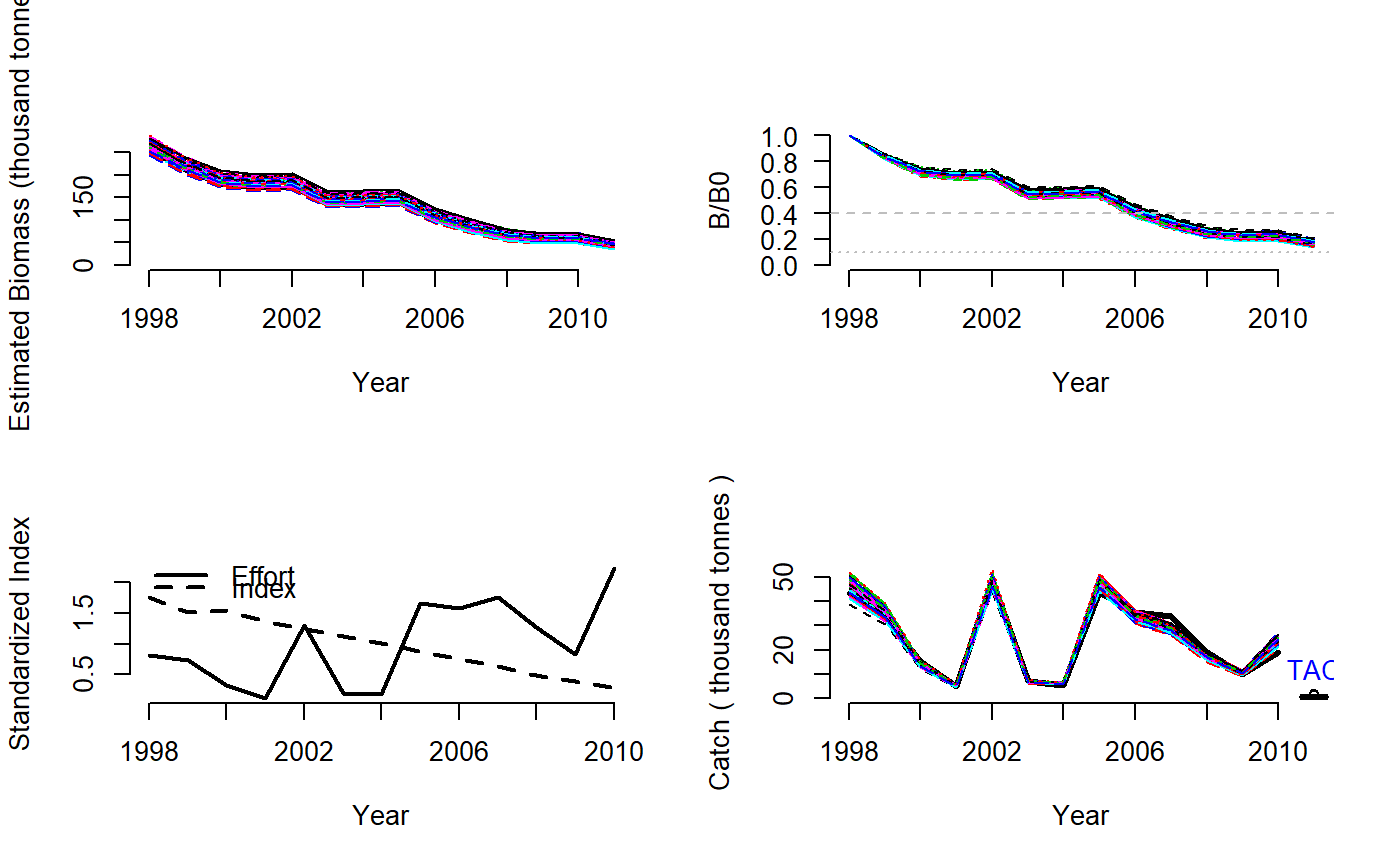 Estimated Biomass (thousand tonne
150
0
1998 2002 2006 2010
Year
B/B0
1.0
0.8
0.6
0.4
0.2
0.0
1998 2002 2006 2010
Year
Standardized Index
1.5
0.5
Effort
Index
1998 2002 2006 2010
Year
Catch ( thousand tonnes )
50
20
0
TAC
1998 2002 2006 2010
Year